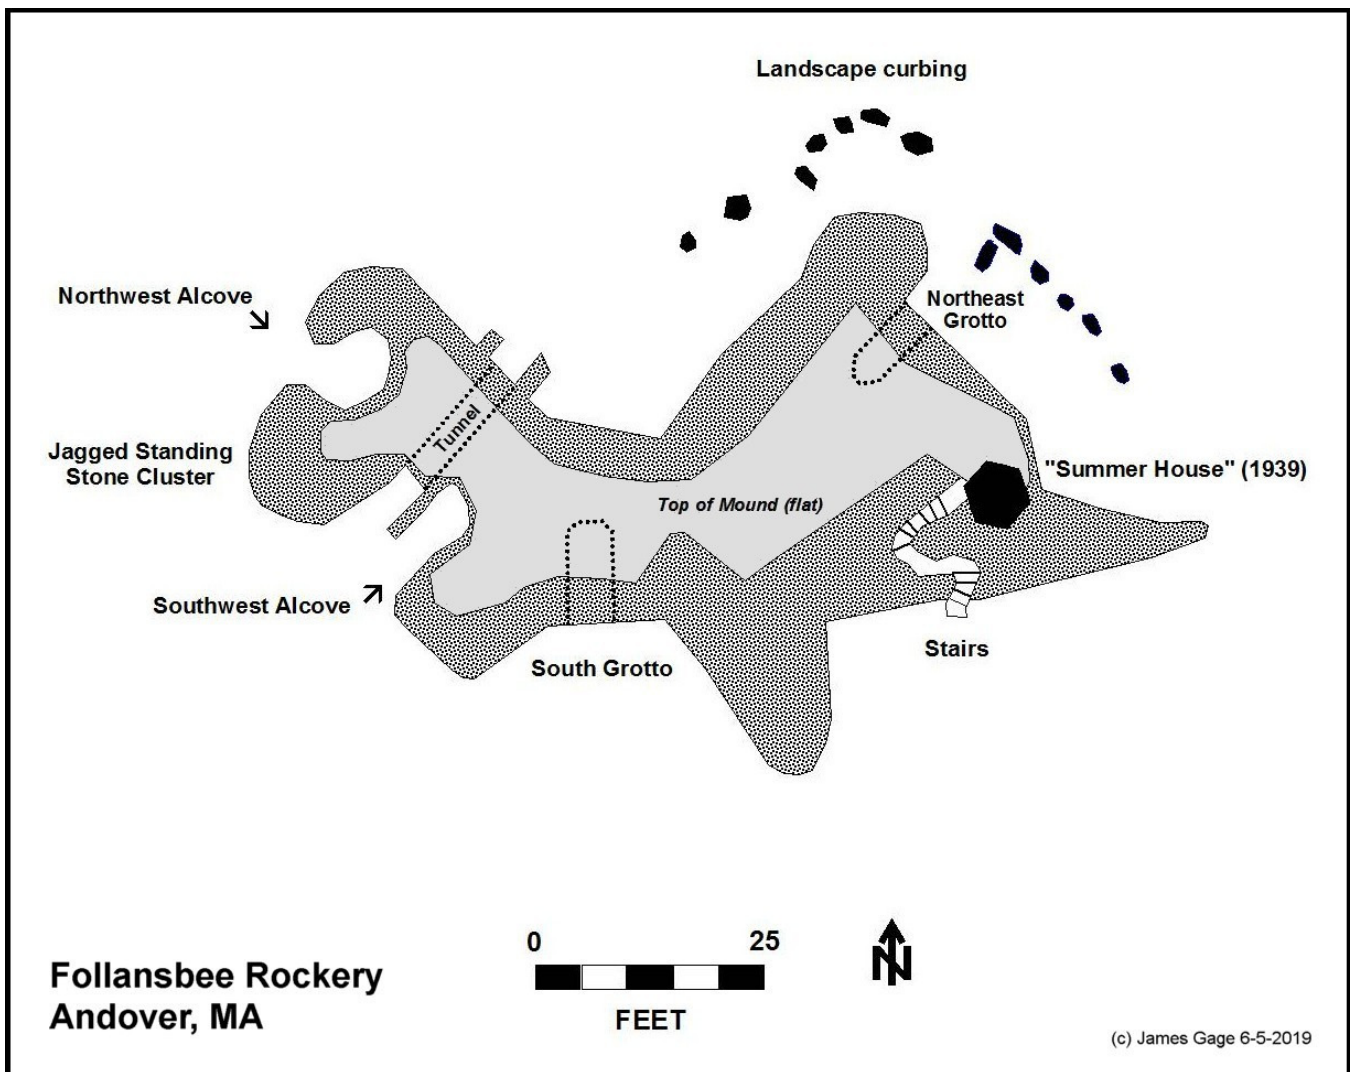 Landscape curbing
Northwest Alcove
Northeast
Grotto
Tunnel
Jagged Standing
Stone Cluster
"Summer House" (1939)
Top of Mound (flat)
Southwest Alcove
Stairs
South Grotto
0
25
FEET
N
Follansbee Rockery
Andover, MA
(c) James Gage 6-5-2019